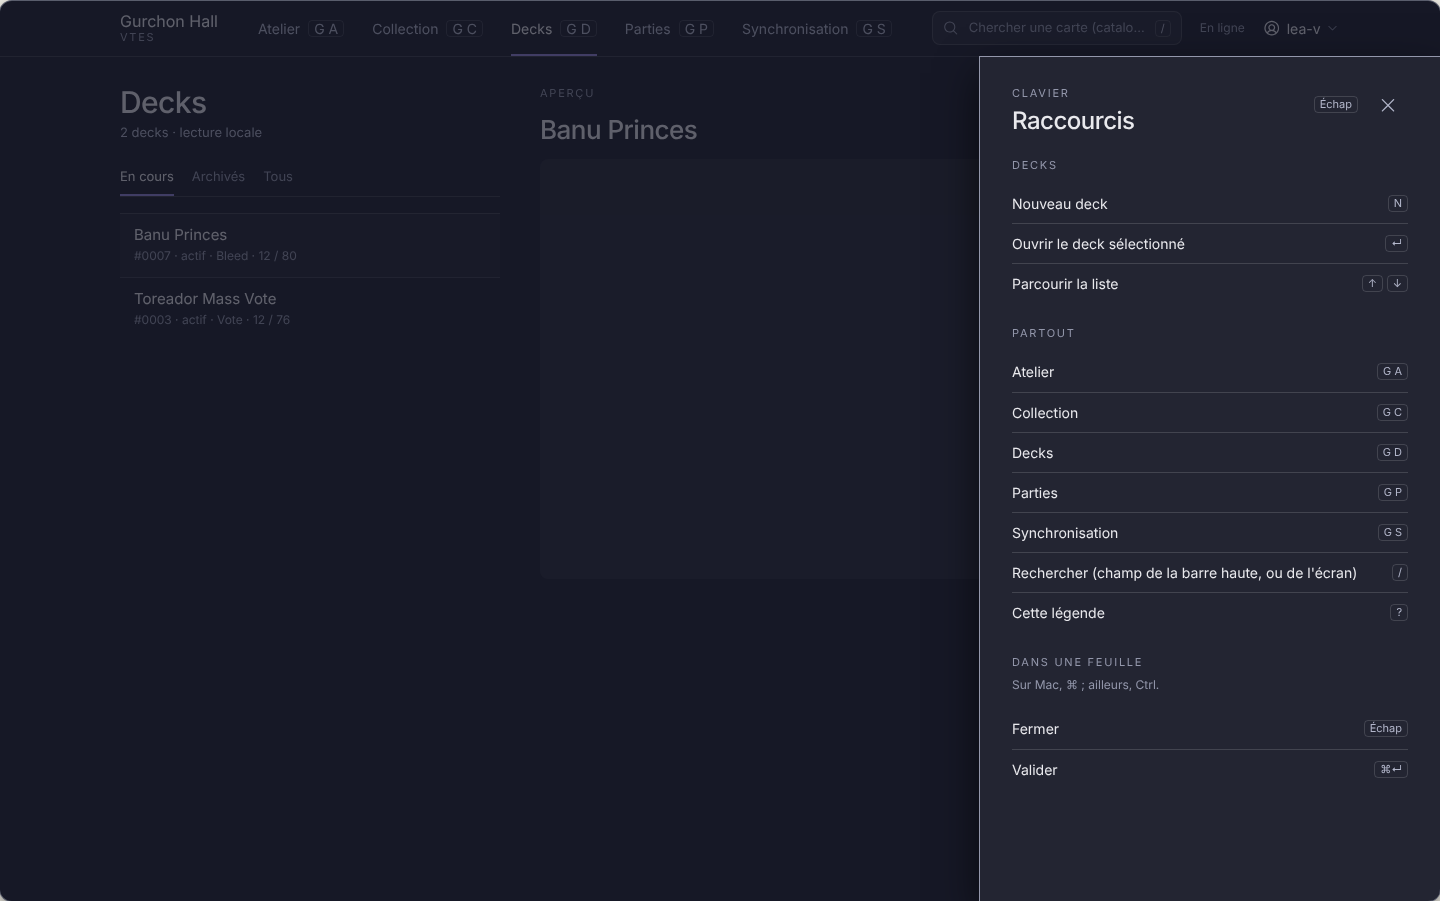 Gurchon Hall
VTES
Atelier G A Collection G C Decks G D Parties G P Synchronisation G S Chercher une carte (catalo... / En ligne lea-v
Decks
2 decks · lecture locale
En cours Archivés Tous
Banu Princes
#0007 · actif · Bleed · 12 / 80
Toreador Mass Vote
#0003 · actif · Vote · 12 / 76
APERÇU
Banu Princes
CLAVIER
Raccourcis
Échap
DECKS
Nouveau deck N
Ouvrir le deck sélectionné ↵
Parcourir la liste ↑ ↓
PARTOUT
Atelier G A
Collection G C
Decks G D
Parties G P
Synchronisation G S
Rechercher (champ de la barre haute, ou de l'écran) /
Cette légende ?
DANS UNE FEUILLE
Sur Mac, ⌘ ; ailleurs, Ctrl.
Fermer Échap
Valider ⌘↵